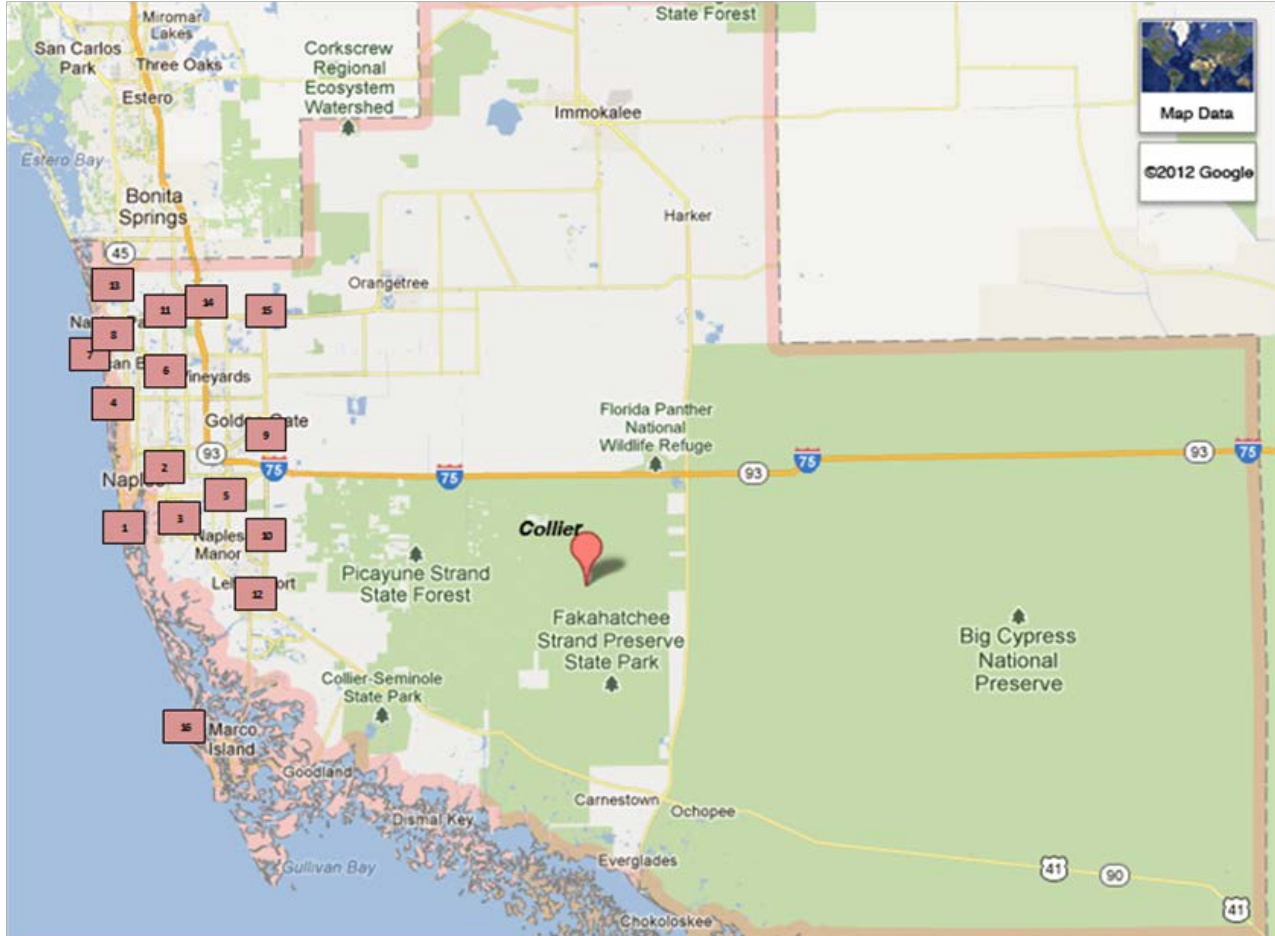 State Forest
Miromar
Lakes
San Carlos
Park
Three Oaks
Estero
Corkscrew
Regional
Ecosystem
Watershed
Immokalee
Map Data
©2012 Google
Estero Bay
Bonita
Springs
Harker
45
Orangetree
13
11
14
15
8
7
6
Vineyards
4
Florida Panther
National
Wildlife Refuge
9
93
75
75
93
75
93
75
2
5
3
1
Naples
Manor
10
Collier
Picayune Strand
State Forest
12
Fakahatchee
Strand Preserve
State Park
Big Cypress
National
Preserve
Collier-Seminole
State Park
16
Marco
Island
Goodland
Carnestown
Ochopee
Dismal Key
Gullivan Bay
Everglades
41
90
41
Chokoloskee